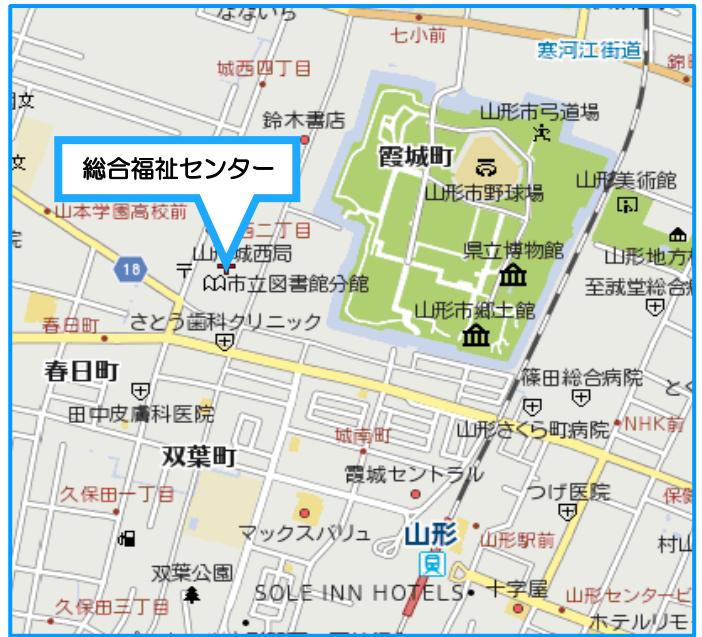 七小前
寒河江街道
城西四丁目
鈴木書店
山形市弓道場
霞城町
総合福祉センター
山形市野球場
山形美術館
文
文
山本学園高校前
西二丁目
県立博物館
山形城西局
18
市立図書館分館
山形地方
至誠堂総合
山形市郷土館
春日町
さとう歯科クリニック
春日町
篠田総合病院
とく
田中皮膚科医院
城南町
山形さくら町病院
NHK前
双葉町
霞城セントラル
久保田一丁目
つげ医院
マックスバリュ
山形
山形駅前
村山
双葉公園
SOLE INN HOTELS
十字屋
山形センタービ
久保田三丁目
ホテルリモ